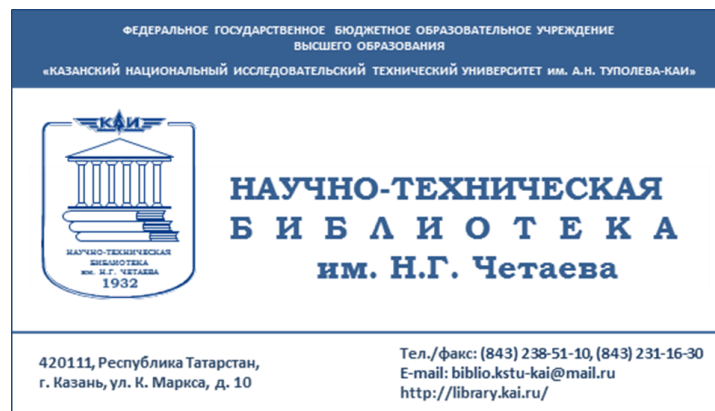 ФЕДЕРАЛЬНОЕ ГОСУДАРСТВЕННОЕ БЮДЖЕТНОЕ ОБРАЗОВАТЕЛЬНОЕ УЧРЕЖДЕНИЕ
ВЫСШЕГО ОБРАЗОВАНИЯ
«КАЗАНСКИЙ НАЦИОНАЛЬНЫЙ ИССЛЕДОВАТЕЛЬСКИЙ ТЕХНИЧЕСКИЙ УНИВЕРСИТЕТ им. А.Н. ТУПОЛЕВА-КАИ»
КАИ
НАУЧНО-ТЕХНИЧЕСКАЯ
БИБЛИОТЕКА
им. Н.Г. ЧЕТАЕВА
1932
НАУЧНО-ТЕХНИЧЕСКАЯ
БИБЛИОТЕКА
им. Н.Г. Четаева
420111, Республика Татарстан,
г. Казань, ул. К. Маркса, д. 10
Тел./факс: (843) 238-51-10, (843) 231-16-30
E-mail: biblio.kstu-kai@mail.ru
http://library.kai.ru/